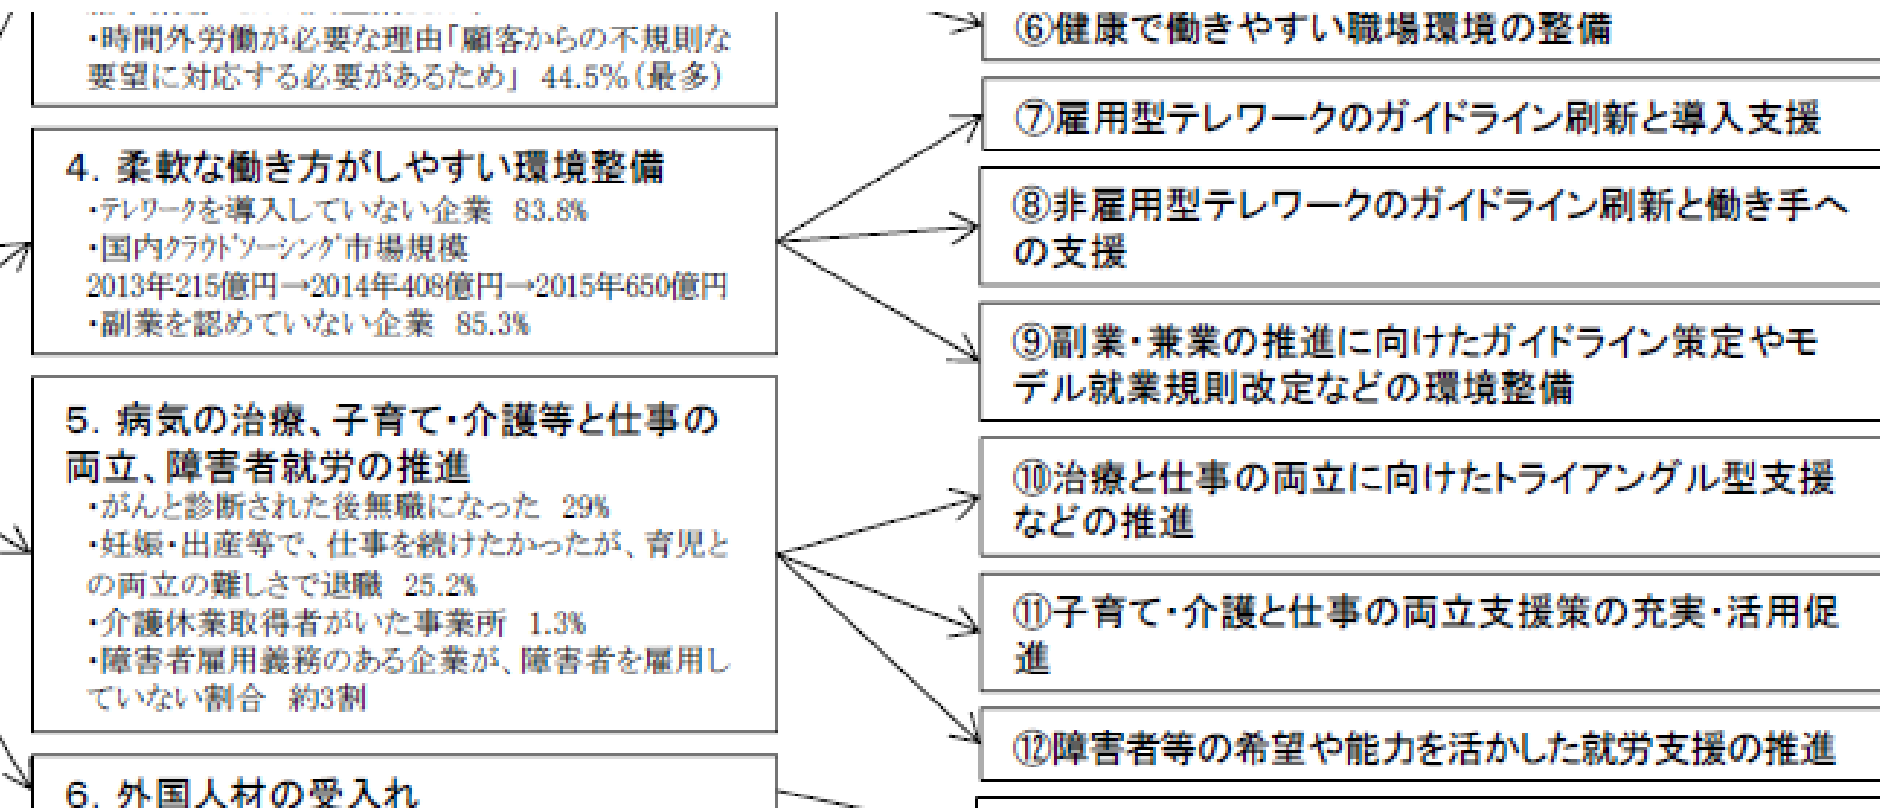 ・時間外労働が必要な理由「顧客からの不規則な
要望に対応する必要があるため」 44.5%(最多)
4. 柔軟な働き方がしやすい環境整備
・テレワークを導入していない企業 83.8%
・国内クラウドソーシング市場規模
2013年215億円→2014年408億円→2015年650億円
・副業を認めていない企業 85.3%
5. 病気の治療、子育て・介護等と仕事の
両立、障害者就労の推進
・がんと診断された後無職になった 29%
・妊娠・出産等で、仕事を続けたかったが、育児と
の両立の難しさで退職 25.2%
・介護休業取得者がいた事業所 1.3%
・障害者雇用義務のある企業が、障害者を雇用し
ていない割合 約3割
6. 外国人材の受入れ
⑥健康で働きやすい職場環境の整備
⑦雇用型テレワークのガイドライン刷新と導入支援
⑧非雇用型テレワークのガイドライン刷新と働き手へ
の支援
⑨副業・兼業の推進に向けたガイドライン策定やモ
デル就業規則改定などの環境整備
⑩治療と仕事の両立に向けたトライアングル型支援
などの推進
⑪子育て・介護と仕事の両立支援策の充実・活用促
進
⑫障害者等の希望や能力を活かした就労支援の推進